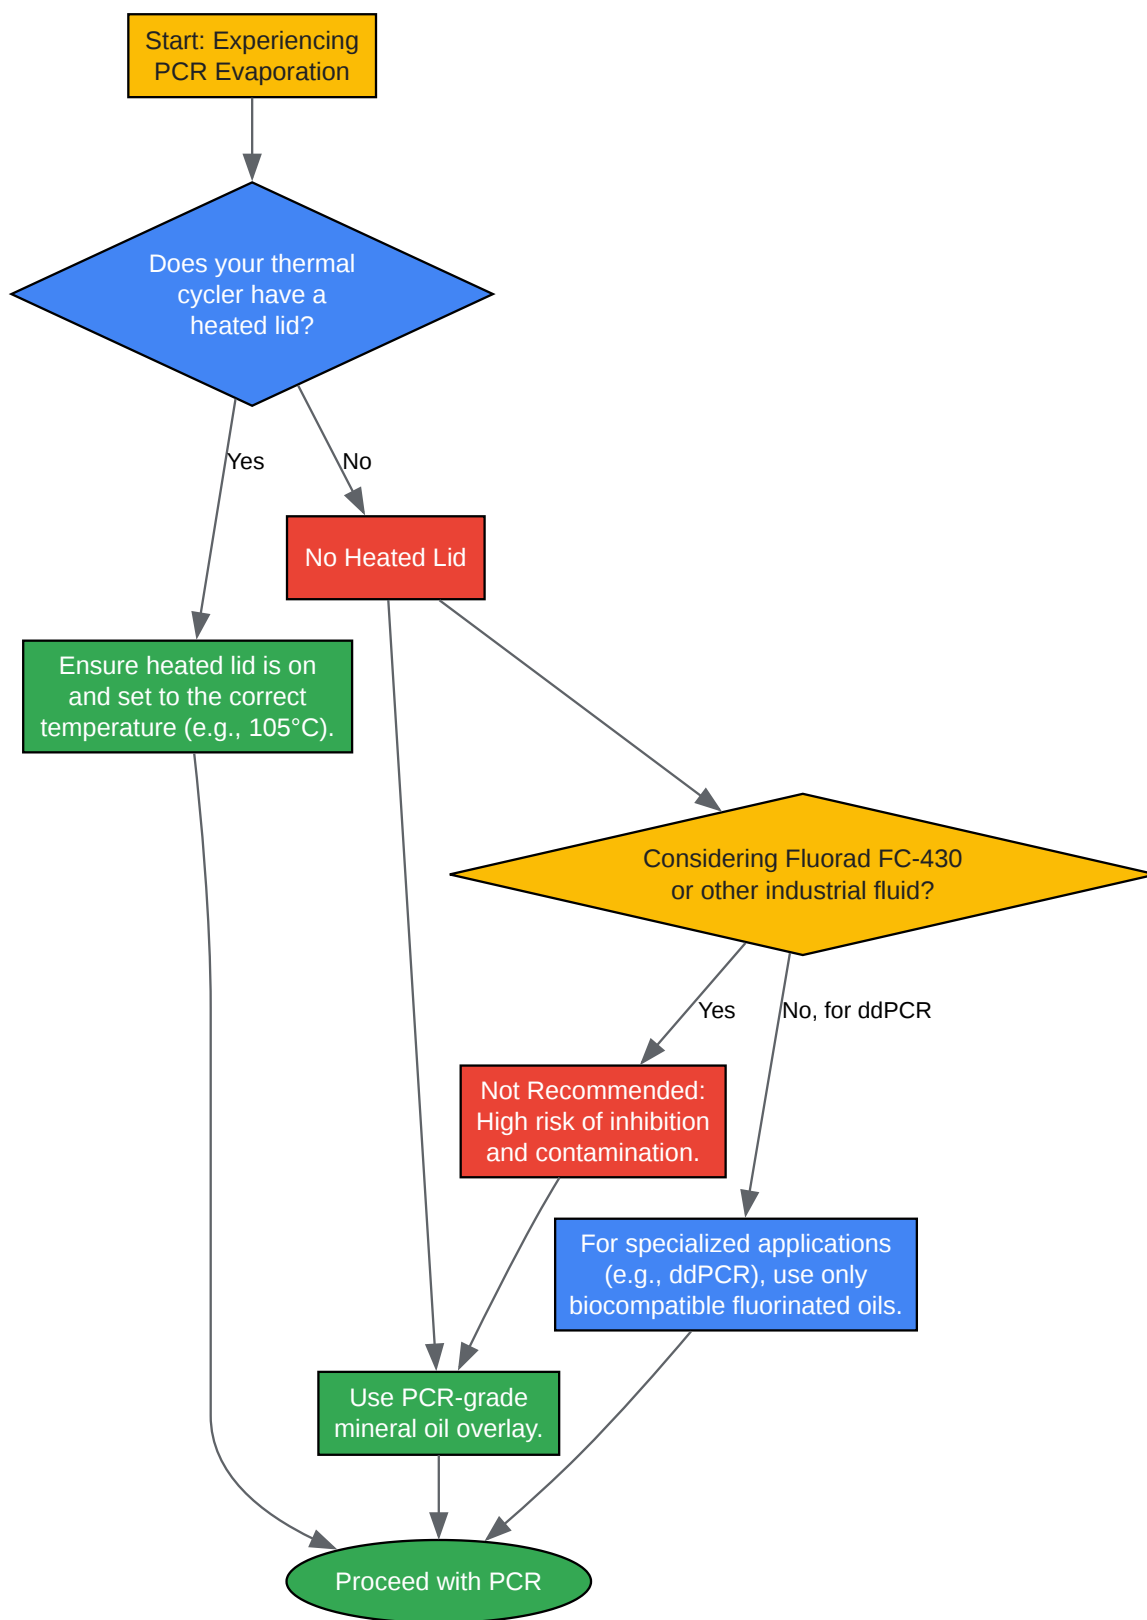 Start: Experiencing
PCR Evaporation
Does your thermal
cycler have a
heated lid?
Yes
No
No Heated Lid
Ensure heated lid is on
and set to the correct
temperature (e.g., 105°C).
Considering Fluorad FC-430
or other industrial fluid?
Yes
No, for ddPCR
Not Recommended:
High risk of inhibition
and contamination.
For specialized applications
(e.g., ddPCR), use only
biocompatible fluorinated oils.
Use PCR-grade
mineral oil overlay.
Proceed with PCR